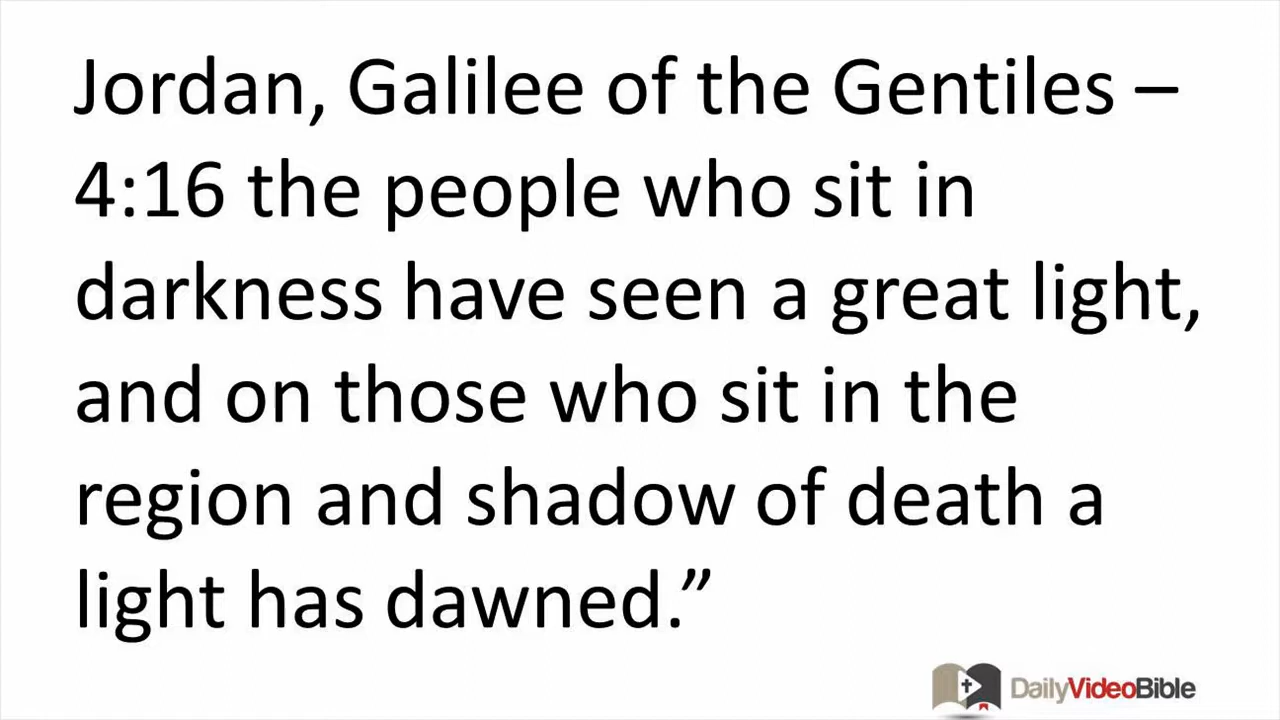 Jordan, Galilee of the Gentiles –
4:16 the people who sit in
darkness have seen a great light,
and on those who sit in the
region and shadow of death a
light has dawned.”
DailyVideoBible